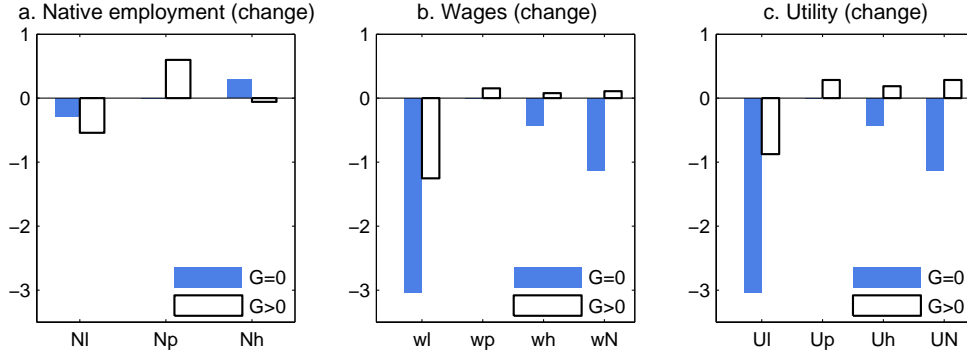 a. Native employment (change)
1
0
−1
−2
−3
G=0
G>0
Nl
Np
Nh
b. Wages (change)
1
0
−1
−2
−3
G=0
G>0
wl
wp
wh
wN
c. Utility (change)
1
0
−1
−2
−3
G=0
G>0
Ul
Up
Uh
UN